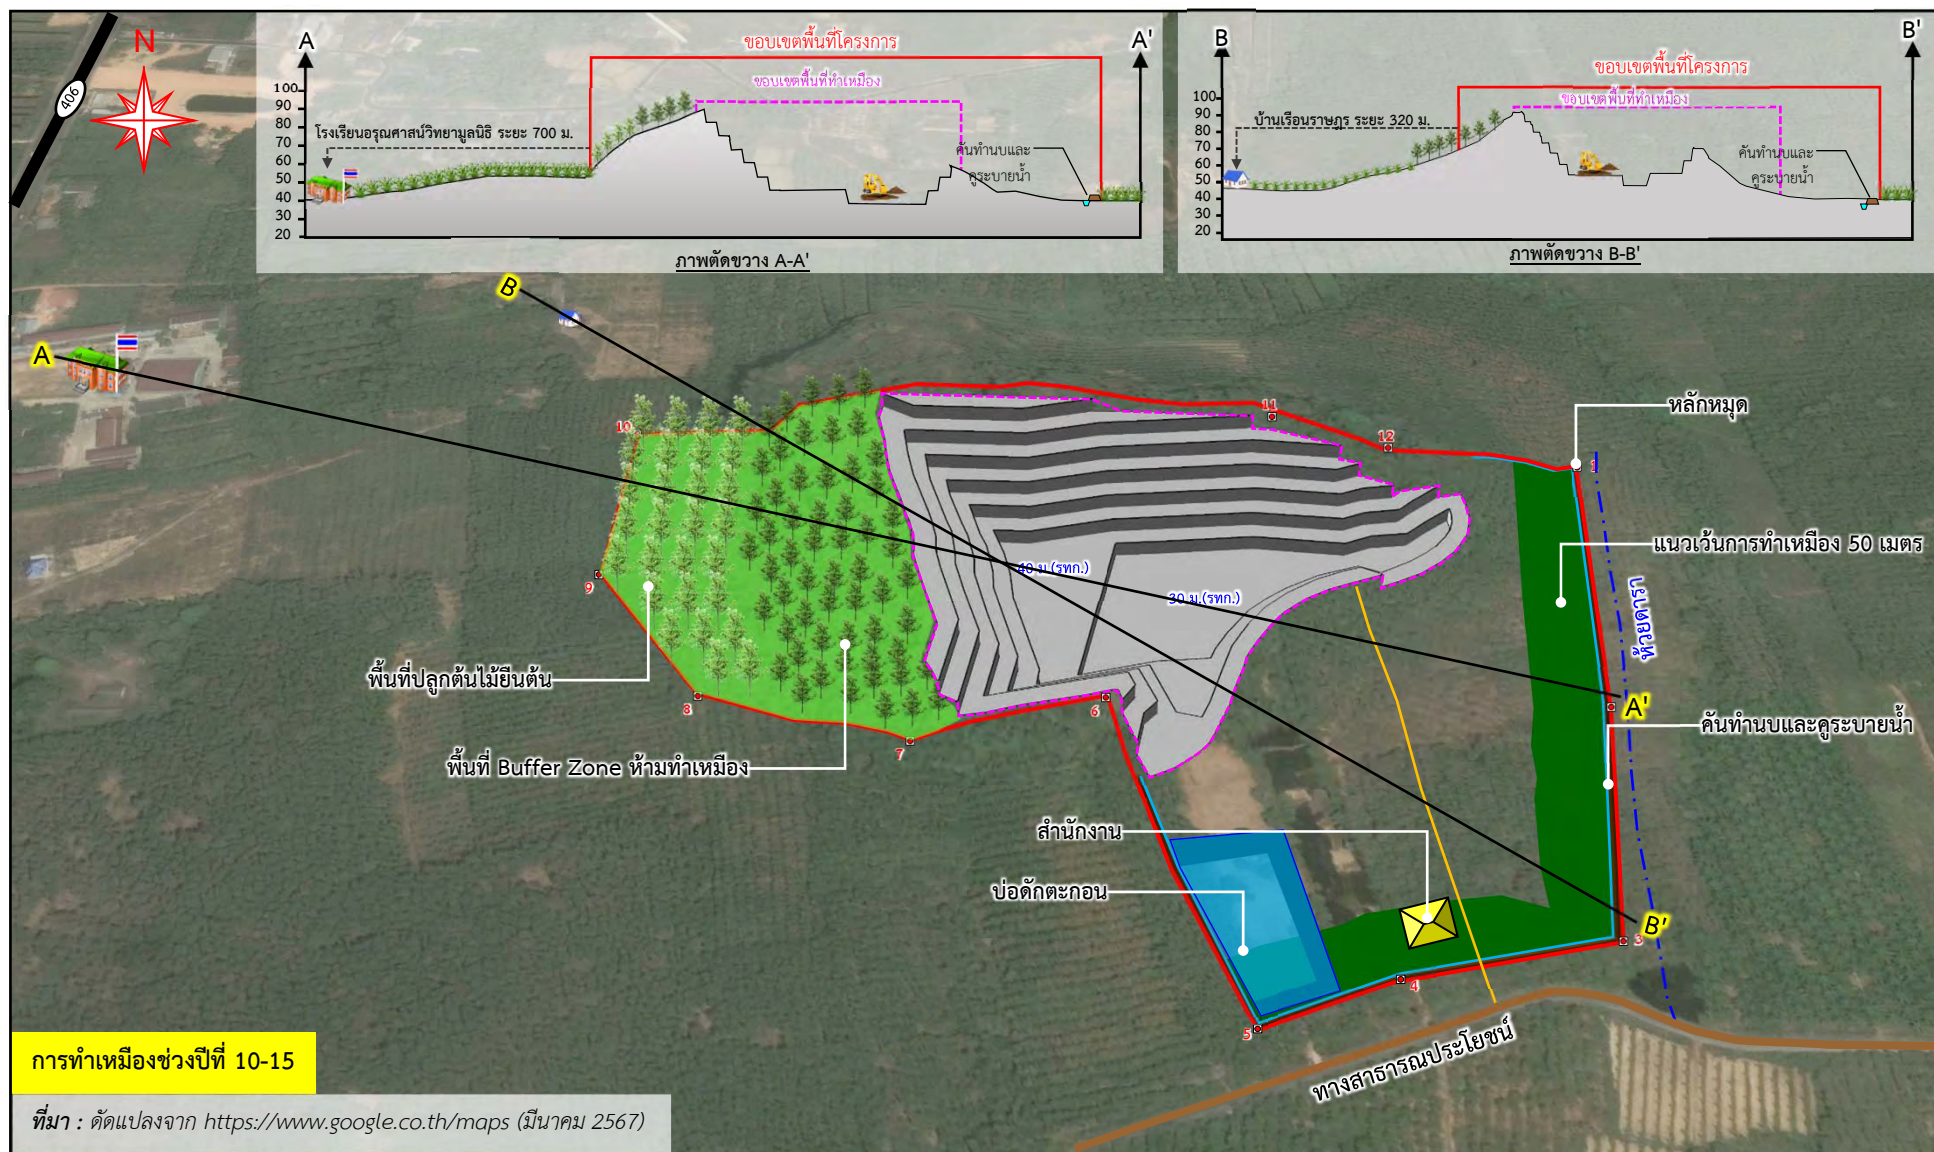 406
N
A
A'
ขอบเขตพื้นที่โครงการ
ขอบเขตพื้นที่ทำเหมือง
100
90
80
70
60
50
40
30
20
โรงเรียนอรุณศาสน์วิทยามูลนิธิ ระยะ 700 ม.
คันทำนบและ
คูระบายน้ำ
ภาพตัดขวาง A-A'
B
B'
ขอบเขตพื้นที่โครงการ
ขอบเขตพื้นที่ทำเหมือง
100
90
80
70
60
50
40
30
20
บ้านเรือนราษฎร ระยะ 320 ม.
คันทำนบและ
คูระบายน้ำ
ภาพตัดขวาง B-B'
B
A
10
11
12
1
หลักหมุด
แนวเว้นการทำเหมือง 50 เมตร
40 ม.(รทก.)
30 ม.(รทก.)
9
ห้วยดารา
พื้นที่ปลูกต้นไม้ยืนต้น
8
6
A'
คันทำนบและคูระบายน้ำ
7
พื้นที่ Buffer Zone ห้ามทำเหมือง
สำนักงาน
บ่อดักตะกอน
B'
3
4
5
ทางสาธารณประโยชน์
การทำเหมืองช่วงปีที่ 10-15
ที่มา : ดัดแปลงจาก https://www.google.co.th/maps (มีนาคม 2567)